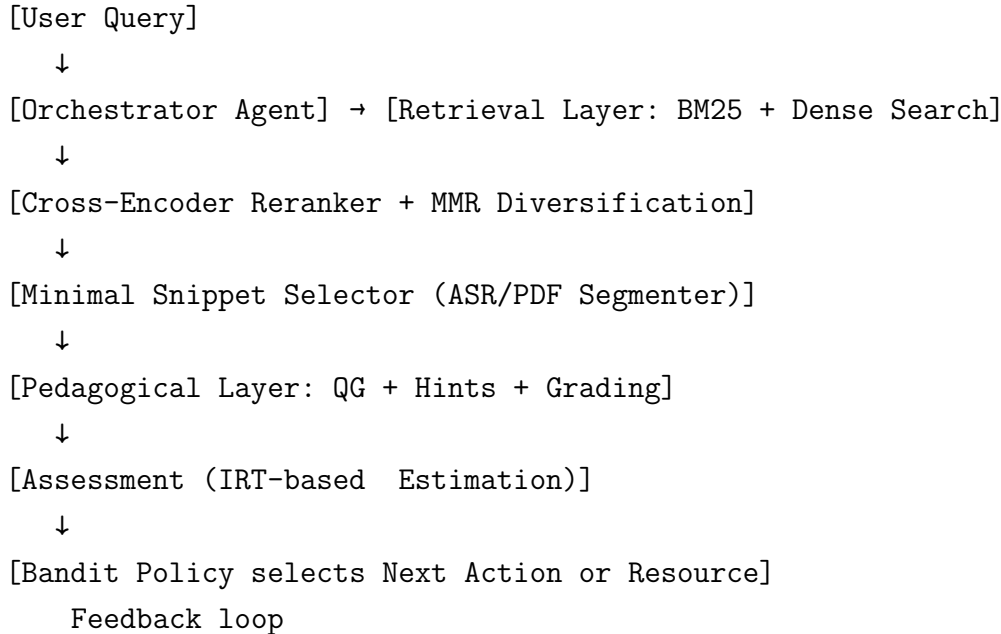 [User Query]
↓
[Orchestrator Agent] → [Retrieval Layer: BM25 + Dense Search]
↓
[Cross-Encoder Reranker + MMR Diversification]
↓
[Minimal Snippet Selector (ASR/PDF Segmenter)]
↓
[Pedagogical Layer: QG + Hints + Grading]
↓
[Assessment (IRT-based  Estimation)]
↓
[Bandit Policy selects Next Action or Resource]
Feedback loop